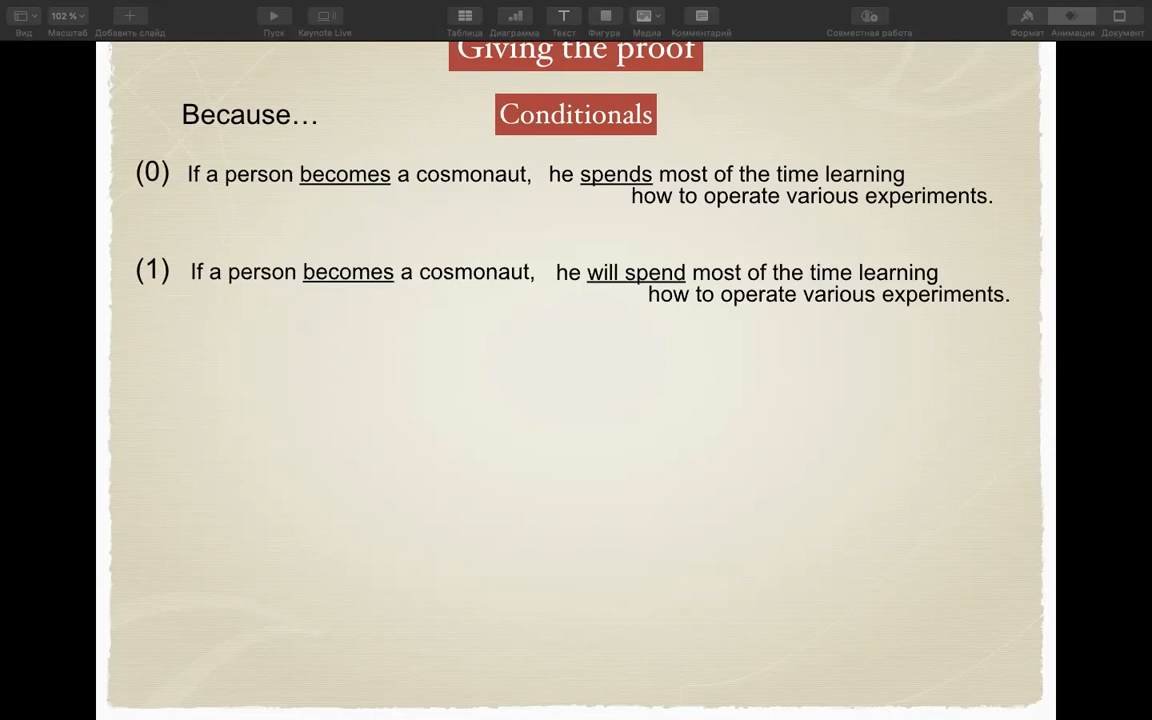 102 %
Вид
Масштаб
Добавить слайд
Пуск
Keynote Live
Таблица
Диаграмма
Текст
Фигура
Медиа
Комментарий
Совместная работа
Формат
Анимация
Документ
Giving the proof
Because…
Conditionals
(0) If a person becomes a cosmonaut, he spends most of the time learning
how to operate various experiments.
(1) If a person becomes a cosmonaut, he will spend most of the time learning
how to operate various experiments.